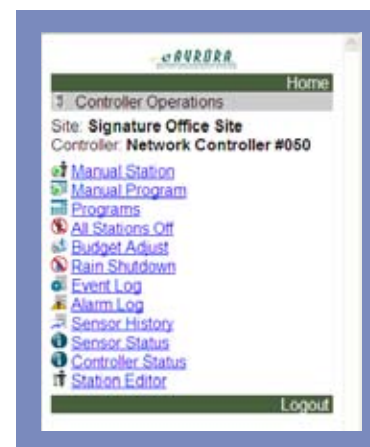 eAURORA
Home
Controller Operations
Site: Signature Office Site
Controller: Network Controller #050
Manual Station
Manual Program
Programs
All Stations Off
Budget Adjust
Rain Shutdown
Event Log
Alarm Log
Sensor History
Sensor Status
Controller Status
Station Editor
Logout